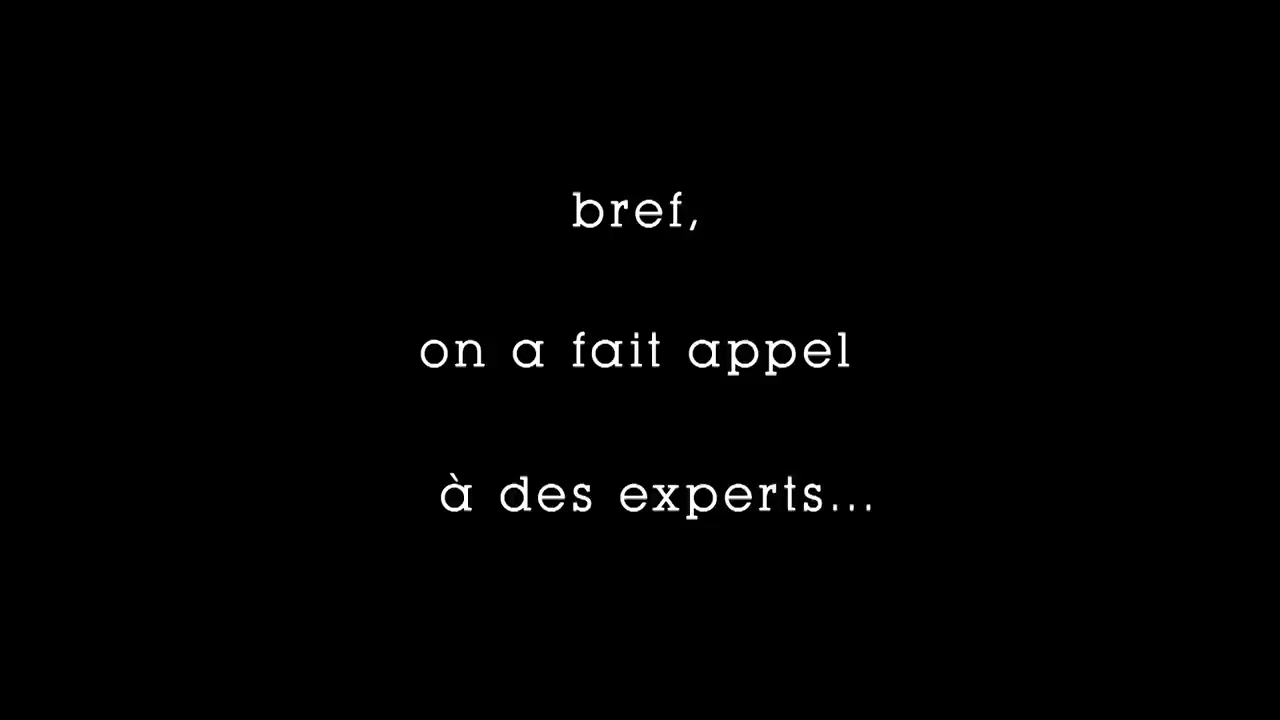 bref,
on a fait appel
à des experts...